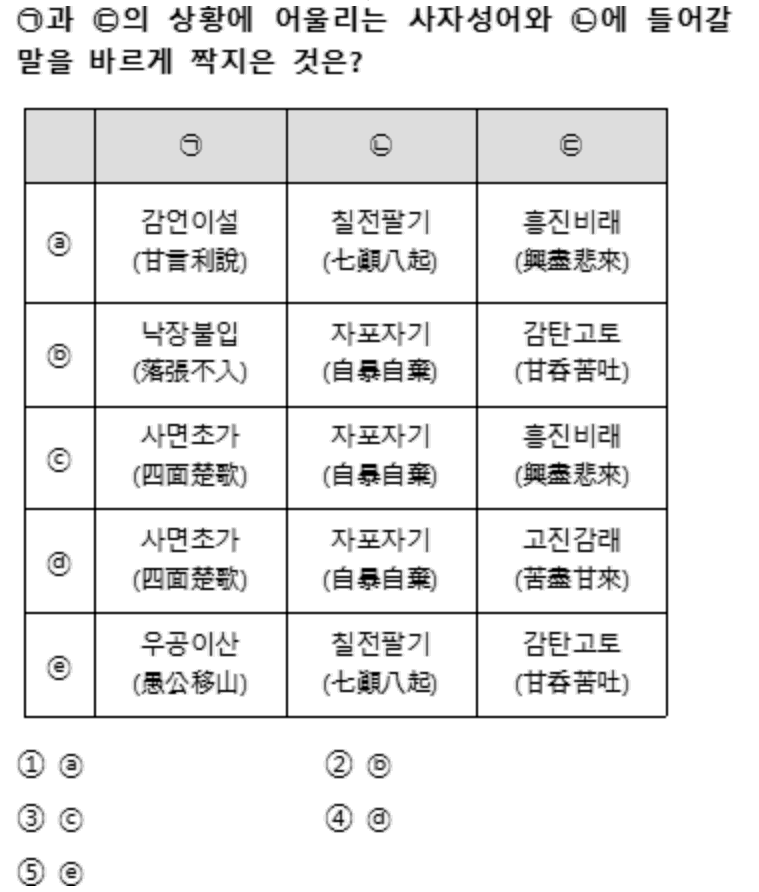 ㉠과 ㉢의 상황에 어울리는 사자성어와 ㉡에 들어갈
말을 바르게 짝지은 것은?
㉠ ㉡ ㉢
ⓐ 감언이설 칠전팔기 흥진비래
(甘言利說) (七顚八起) (興盡悲來)
ⓑ 낙장불입 자포자기 감탄고토
(落張不入) (自暴自棄) (甘呑苦吐)
ⓒ 사면초가 자포자기 흥진비래
(四面楚歌) (自暴自棄) (興盡悲來)
ⓓ 사면초가 자포자기 고진감래
(四面楚歌) (自暴自棄) (苦盡甘來)
ⓔ 우공이산 칠전팔기 감탄고토
(愚公移山) (七顚八起) (甘呑苦吐)
① ⓐ ② ⓑ
③ ⓒ ④ ⓓ
⑤ ⓔ